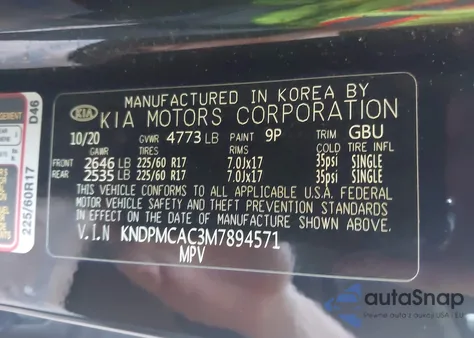 MANUFACTURED IN KOREA BY
KIA KIA MOTORS CORPORATION
10/20 GVWR 4773 LB PAINT 9P TRIM GBU
GAWR TIRES RIMS COLD TIRE INFL
FRONT 2646 LB 225/60 R17 7.0Jx17 35psi SINGLE
REAR 2535 LB 225/60 R17 7.0Jx17 35psi SINGLE
THIS VEHICLE CONFORMS TO ALL APPLICABLE U.S.A. FEDERAL
MOTOR VEHICLE SAFETY AND THEFT PREVENTION STANDARDS
IN EFFECT ON THE DATE OF MANUFACTURE SHOWN ABOVE.
V.I.N KNDPMCAC3M7894571
MPV
D46
225/60R17
autaSnap